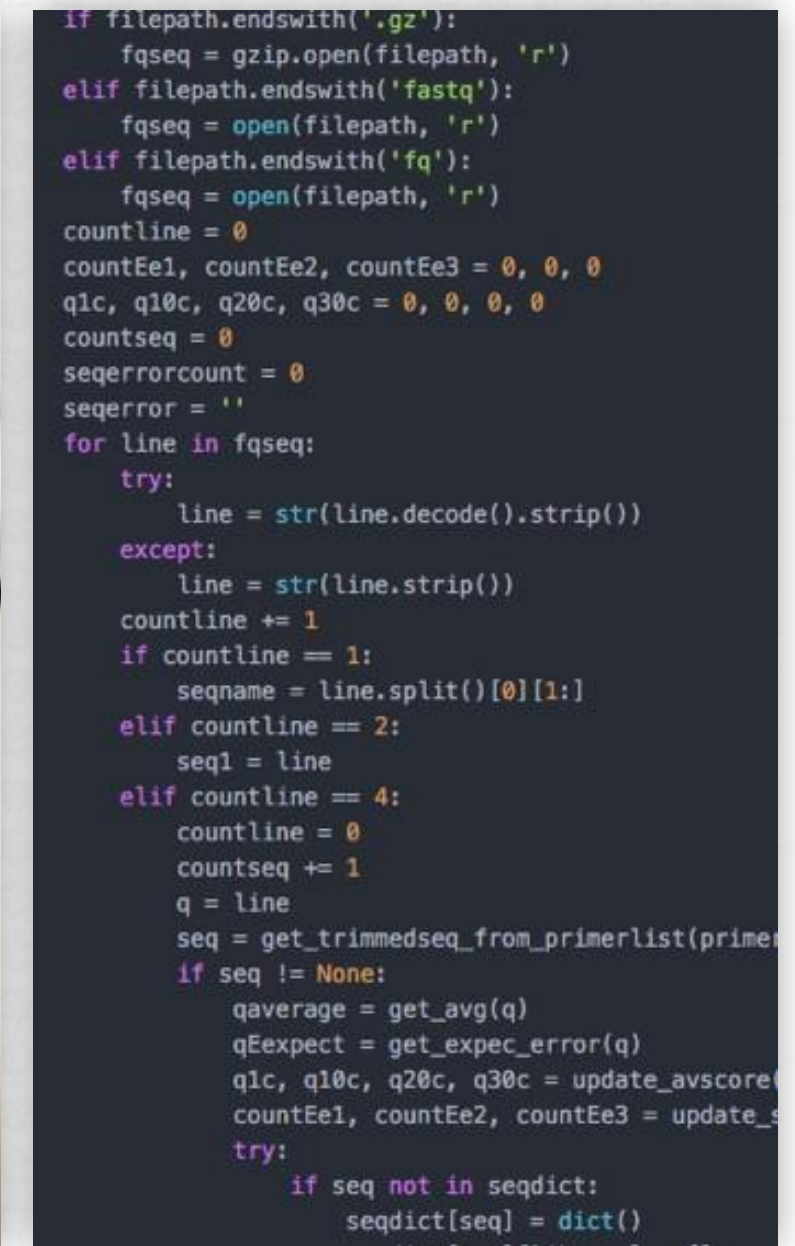 if filepath.endswith('.gz'):
    fqseq = gzip.open(filepath, 'r')
elif filepath.endswith('fastq'):
    fqseq = open(filepath, 'r')
elif filepath.endswith('fq'):
    fqseq = open(filepath, 'r')
countline = 0
countEe1, countEe2, countEe3 = 0, 0, 0
q1c, q10c, q20c, q30c = 0, 0, 0, 0
countseq = 0
seqerrorcount = 0
seqerror = ''
for line in fqseq:
    try:
        line = str(line.decode().strip())
    except:
        line = str(line.strip())
    countline += 1
    if countline == 1:
        seqname = line.split()[0][1:]
    elif countline == 2:
        seq1 = line
    elif countline == 4:
        countline = 0
        countseq += 1
        q = line
        seq = get_trimmedseq_from_primerlist(primer
        if seq != None:
            qaverage = get_avg(q)
            qEexpect = get_expec_error(q)
            q1c, q10c, q20c, q30c = update_avscore(
            countEe1, countEe2, countEe3 = update_s
            try:
                if seq not in seqdict:
                    seqdict[seq] = dict()